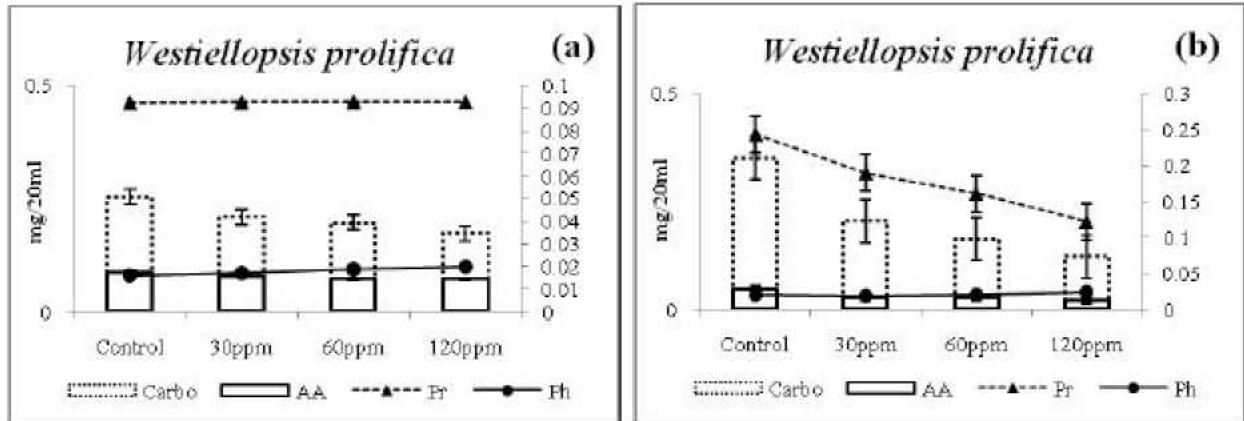 Westiellopsis prolifica (a)
0.5
0
mg/20ml
0.1
0.09
0.08
0.07
0.06
0.05
0.04
0.03
0.02
0.01
0
Control 30ppm 60ppm 120ppm
Carbo AA Pr Ph
Westiellopsis prolifica (b)
0.5
0
mg/20ml
0.3
0.25
0.2
0.15
0.1
0.05
0
Control 30ppm 60ppm 120ppm
Carbo AA Pr Ph